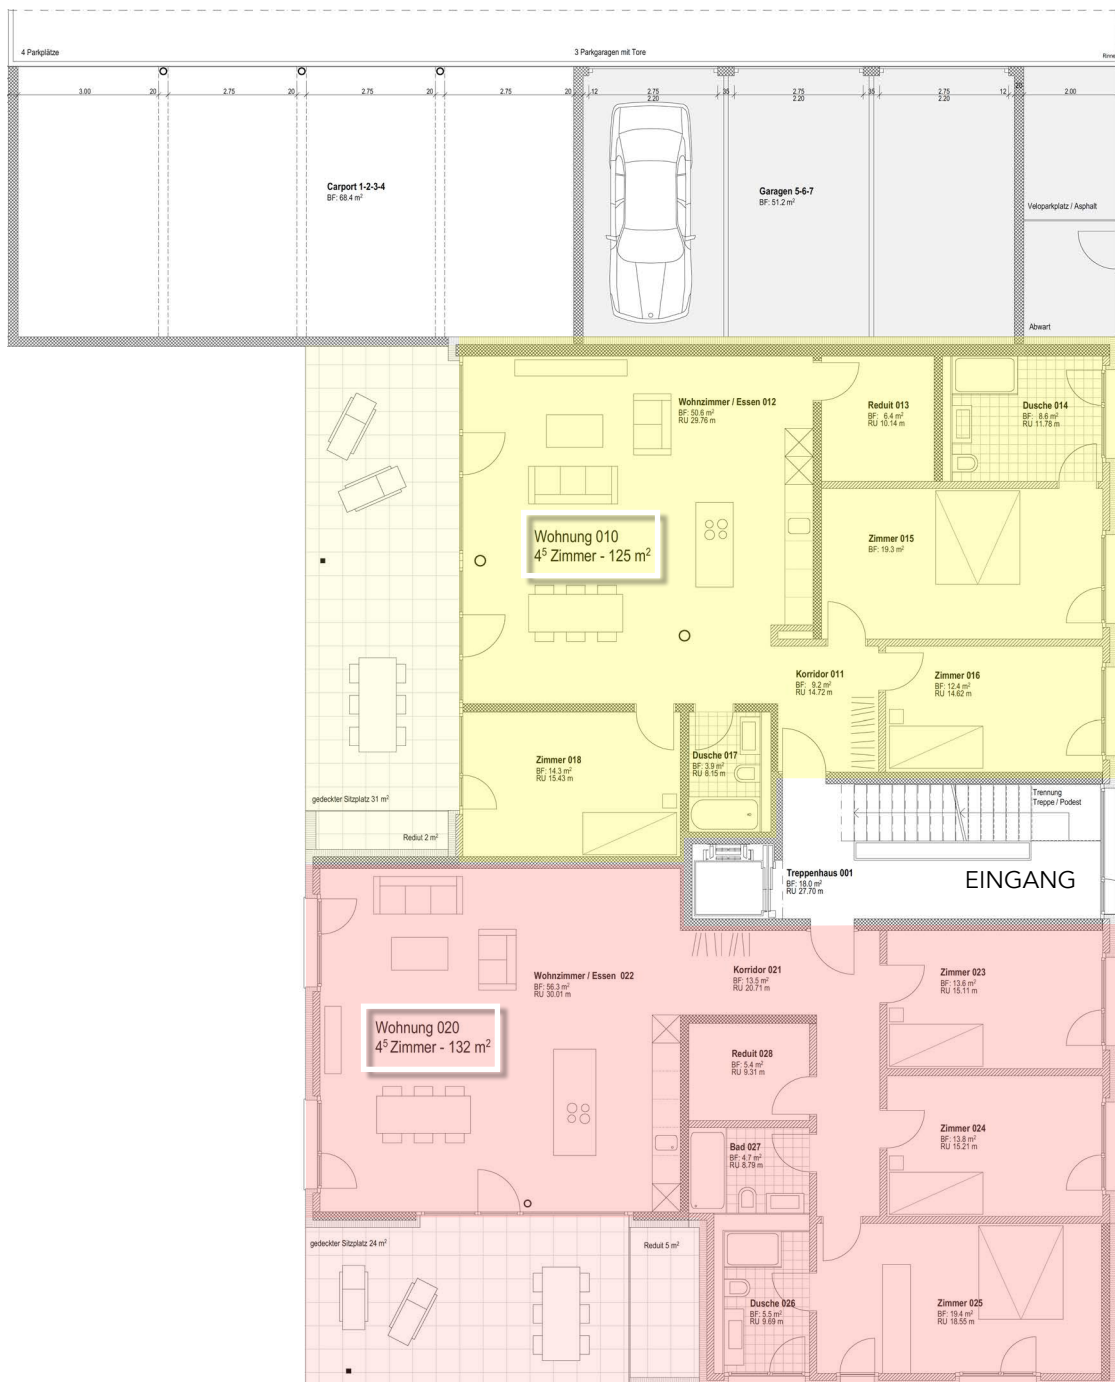 4 Parkplätze
3 Parkgaragen mit Tore
Rinne
3.00 20 2.75 20 2.75 20 2.75 20 12 2.75 35 2.75 35 2.75 12 20 2.00
2.20 2.20 2.20
Carport 1-2-3-4
BF: 68.4 m²
Garagen 5-6-7
BF: 51.2 m²
Veloparkplatz / Asphalt
Abwart
Wohnzimmer / Essen 012
BF: 50.6 m²
RU 29.76 m
Reduit 013
BF: 6.4 m²
RU 10.14 m
Dusche 014
BF: 8.6 m²
RU 11.78 m
Wohnung 010
4⁵ Zimmer - 125 m²
Zimmer 015
BF: 19.3 m²
Korridor 011
BF: 9.2 m²
RU 14.72 m
Zimmer 016
BF: 12.4 m²
RU 14.62 m
Zimmer 018
BF: 14.3 m²
RU 15.43 m
Dusche 017
BF: 3.9 m²
RU 8.15 m
gedeckter Sitzplatz 31 m²
Rediut 2 m²
Trennung
Treppe / Podest
Treppenhaus 001
BF: 18.0 m²
RU 27.70 m
EINGANG
Wohnzimmer / Essen 022
BF: 56.3 m²
RU 30.01 m
Korridor 021
BF: 13.5 m²
RU 20.71 m
Zimmer 023
BF: 13.6 m²
RU 15.11 m
Wohnung 020
4⁵ Zimmer - 132 m²
Reduit 028
BF: 5.4 m²
RU 9.31 m
Zimmer 024
BF: 13.8 m²
RU 15.21 m
Bad 027
BF: 4.7 m²
RU 8.79 m
gedeckter Sitzplatz 24 m²
Reduit 5 m²
Dusche 026
BF: 5.5 m²
RU 9.69 m
Zimmer 025
BF: 19.4 m²
RU 18.55 m